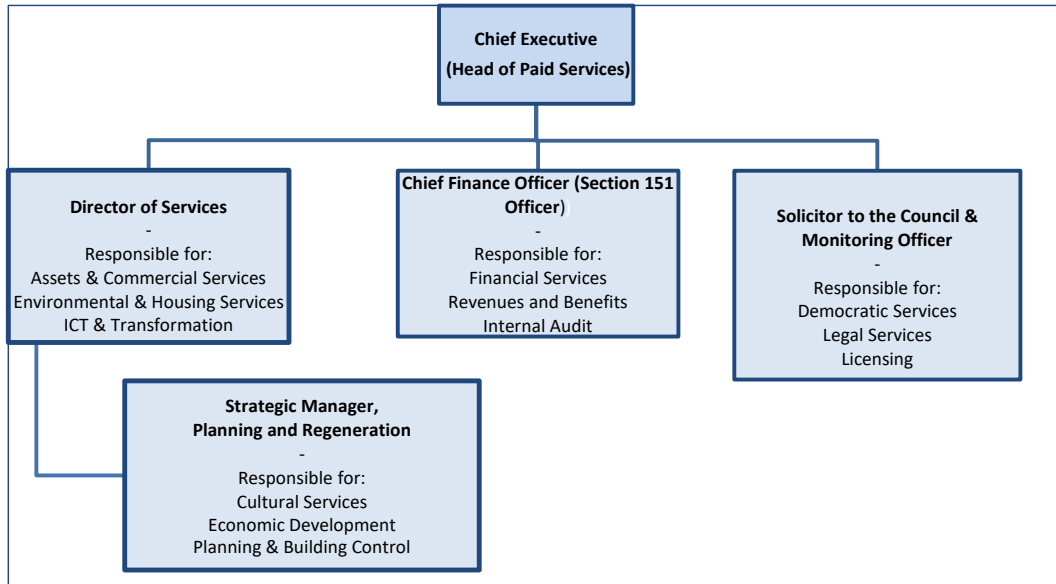 Chief Executive
(Head of Paid Services)
Director of Services
-
Responsible for:
Assets & Commercial Services
Environmental & Housing Services
ICT & Transformation
Chief Finance Officer (Section 151
Officer))
-
Responsible for:
Financial Services
Revenues and Benefits
Internal Audit
Solicitor to the Council &
Monitoring Officer
-
Responsible for:
Democratic Services
Legal Services
Licensing
Strategic Manager,
Planning and Regeneration
-
Responsible for:
Cultural Services
Economic Development
Planning & Building Control